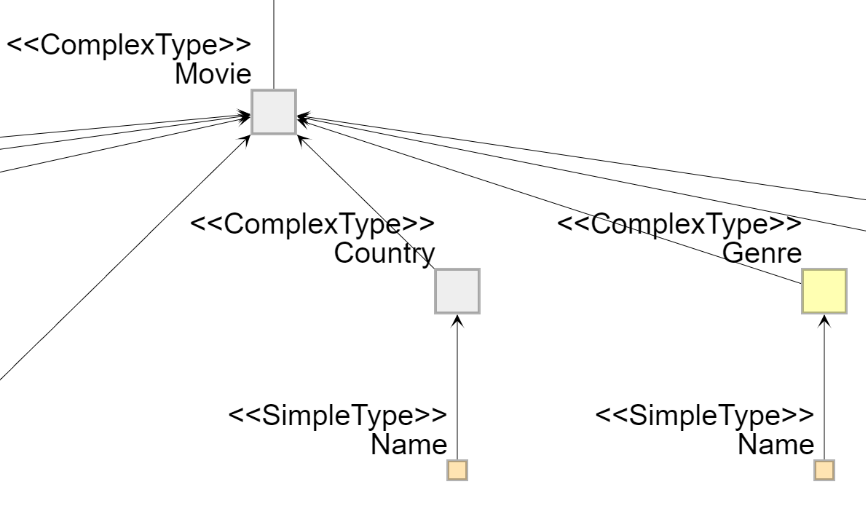 <<ComplexType>>
Movie
<<ComplexType>>
Country
<<ComplexType>>
Genre
<<SimpleType>>
Name
<<SimpleType>>
Name